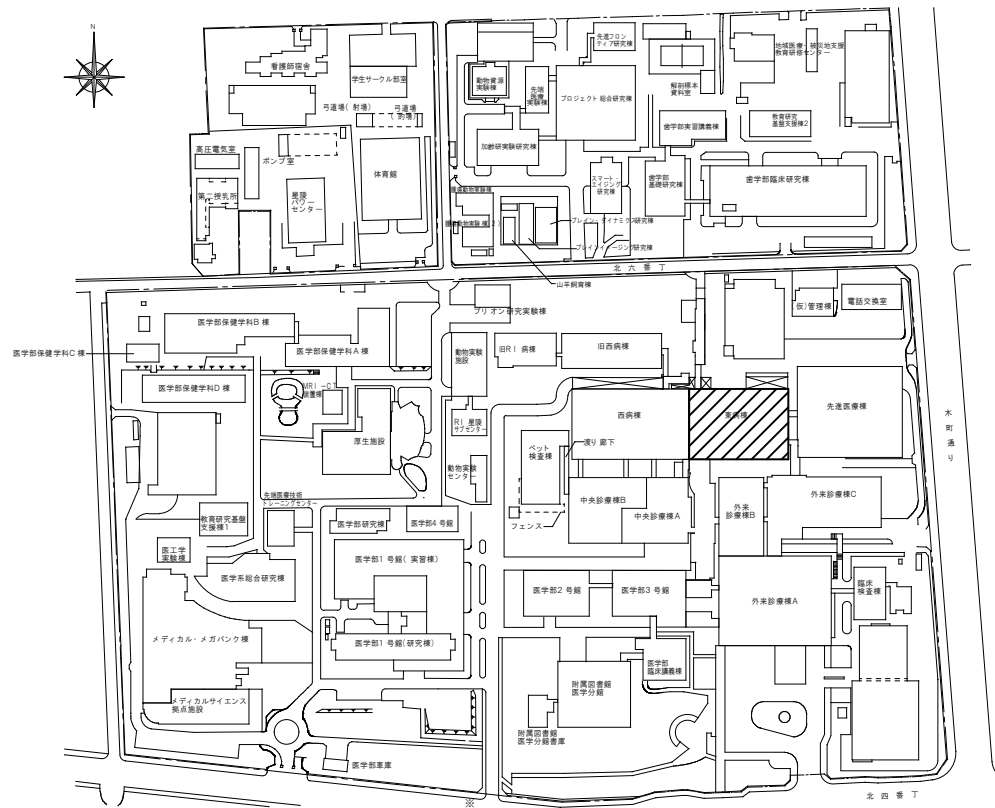 N
看護師宿舎
学生サークル部室
弓道場(射場)
弓道場
(的場)
高圧電気室
ポンプ室
体育館
第二授乳所
星陵
パワー
センター
先進フロン
ティア研究棟
動物資源
実験棟
先端
医療
実験棟
プロジェクト総合研究棟
解剖標本
資料室
地域医療・被災地支援
教育研修センター
加齢研実験研究棟
歯学部実習講義棟
教育研究
基盤支援棟2
スマート・
エイジング
研究棟
歯学部
基礎研究棟
歯学部臨床研究棟
腫瘍動物実験棟
ブレイン・ダイナミクス研究棟
ブレインイメージング研究棟
北六番丁
山羊飼育棟
プリオン研究実験棟
(仮)管理棟
電話交換室
医学部保健学科B棟
医学部保健学科A棟
医学部保健学科C棟
動物実験
施設
旧RI病棟
旧西病棟
医学部保健学科D棟
MRI-CT
装置棟
先進医療棟
西病棟
東病棟
木町通り
RI星陵
サブセンター
厚生施設
ペット
検査棟
渡り廊下
動物実験
センター
先端医療技術
トレーニングセンター
中央診療棟B
中央診療棟A
外来
診療棟B
外来診療棟C
フェンス
教育研究基盤
支援棟1
医学部研究棟
医学部4号館
医工学
実験棟
医学部1号館(実習棟)
医学系総合研究棟
医学部2号館
医学部3号館
外来診療棟A
臨床
検査棟
メディカル・メガバンク棟
医学部1号館(研究棟)
医学部
臨床講義棟
附属図書館
医学分館
メディカルサイエンス
拠点施設
附属図書館
医学分館書庫
医学部車庫
北四番丁
※